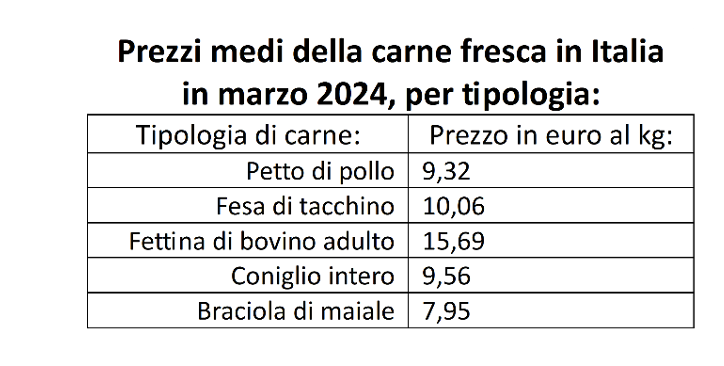 Prezzi medi della carne fresca in Italia
in marzo 2024, per tipologia:
Tipologia di carne: Prezzo in euro al kg:
Petto di pollo 9,32
Fesa di tacchino 10,06
Fettina di bovino adulto 15,69
Coniglio intero 9,56
Braciola di maiale 7,95